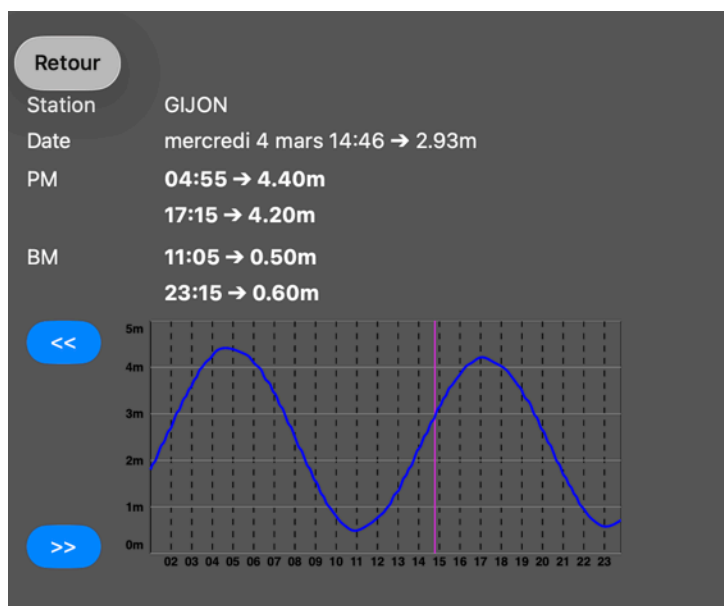 Retour
Station GIJON
Date mercredi 4 mars 14:46 → 2.93m
PM 04:55 → 4.40m
17:15 → 4.20m
BM 11:05 → 0.50m
23:15 → 0.60m
<<
>>
5m
4m
3m
2m
1m
0m
02 03 04 05 06 07 08 09 10 11 12 13 14 15 16 17 18 19 20 21 22 23